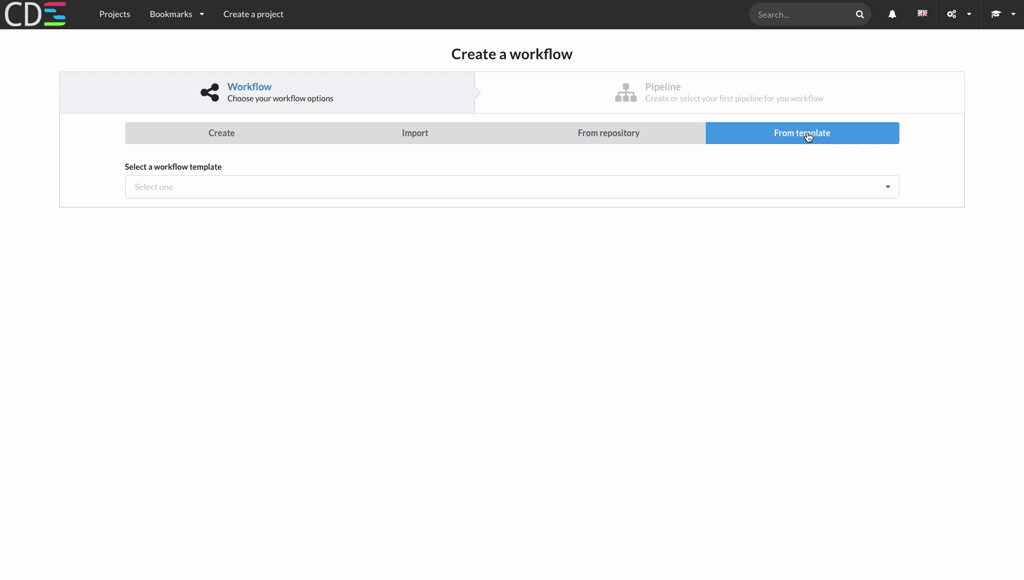 CDE Projects Bookmarks Create a project Search...
Create a workflow
Workflow
Choose your workflow options
Pipeline
Create or select your first pipeline for you workflow
Create Import From repository From template
Select a workflow template
Select one